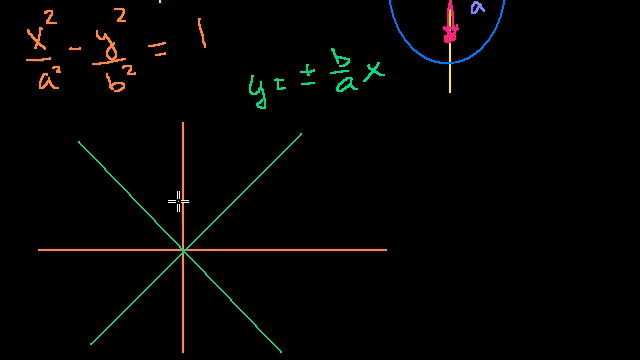 x²/a² - y²/b² = 1
y = ± b/a x
a